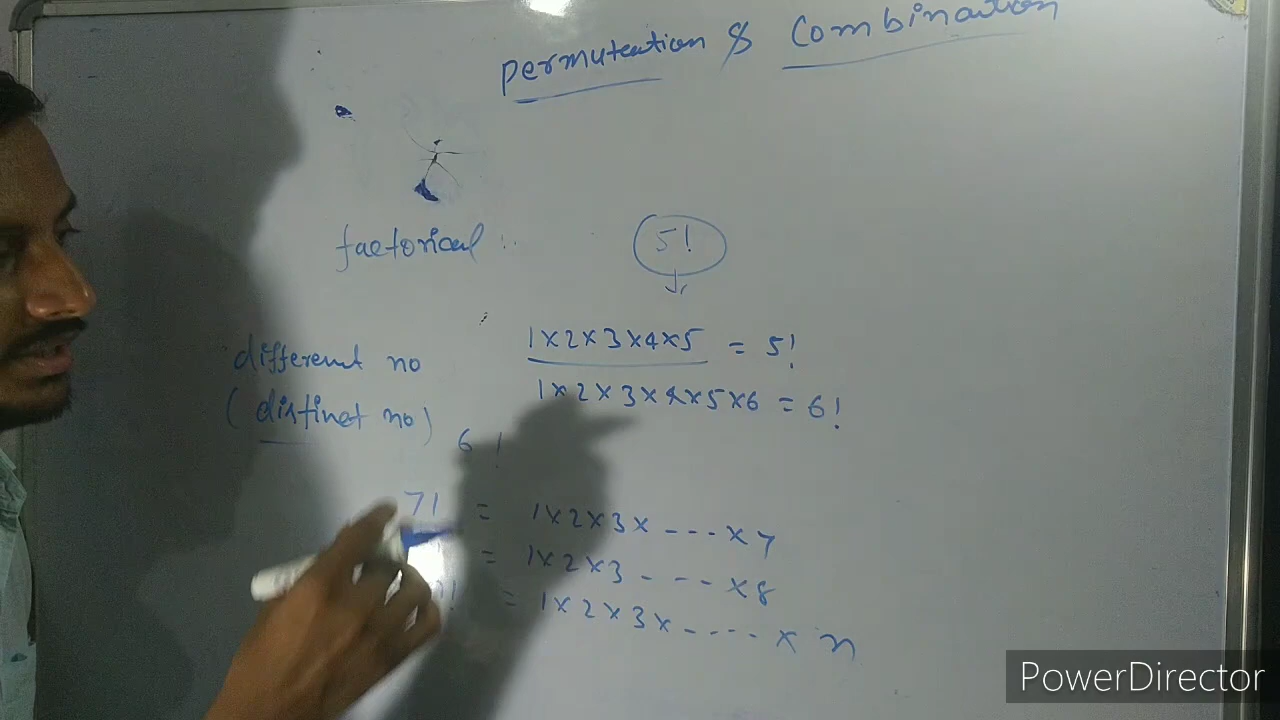 permutation & Combination
factorical
5!
1×2×3×4×5 = 5!
different no
1×2×3×4×5×6 = 6!
(distinct no)
6!
7! = 1×2×3× ---- ×7
= 1×2×3 - --- ×8
! = 1×2×3× ----- × n
PowerDirector